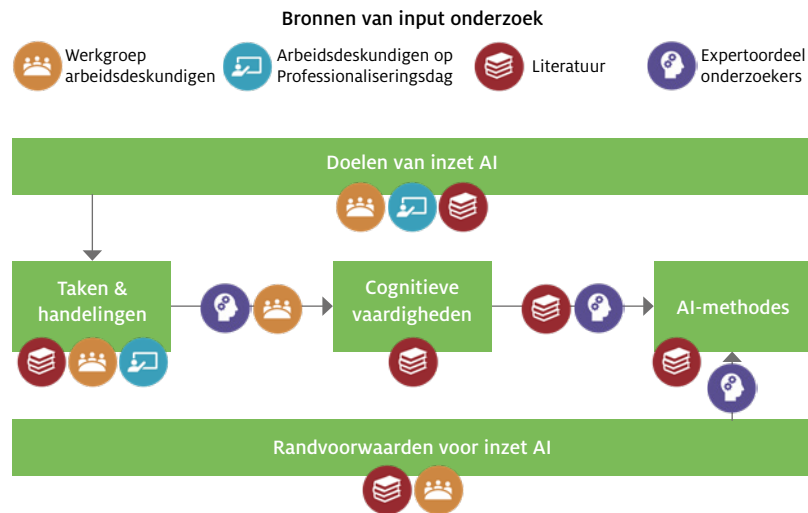 Bronnen van input onderzoek
Werkgroep
arbeidsdeskundigen
Arbeidsdeskundigen op
Professionaliseringsdag
Literatuur
Expertoordeel
onderzoekers
Doelen van inzet AI
Taken &
handelingen
Cognitieve
vaardigheden
AI-methodes
Randvoorwaarden voor inzet AI